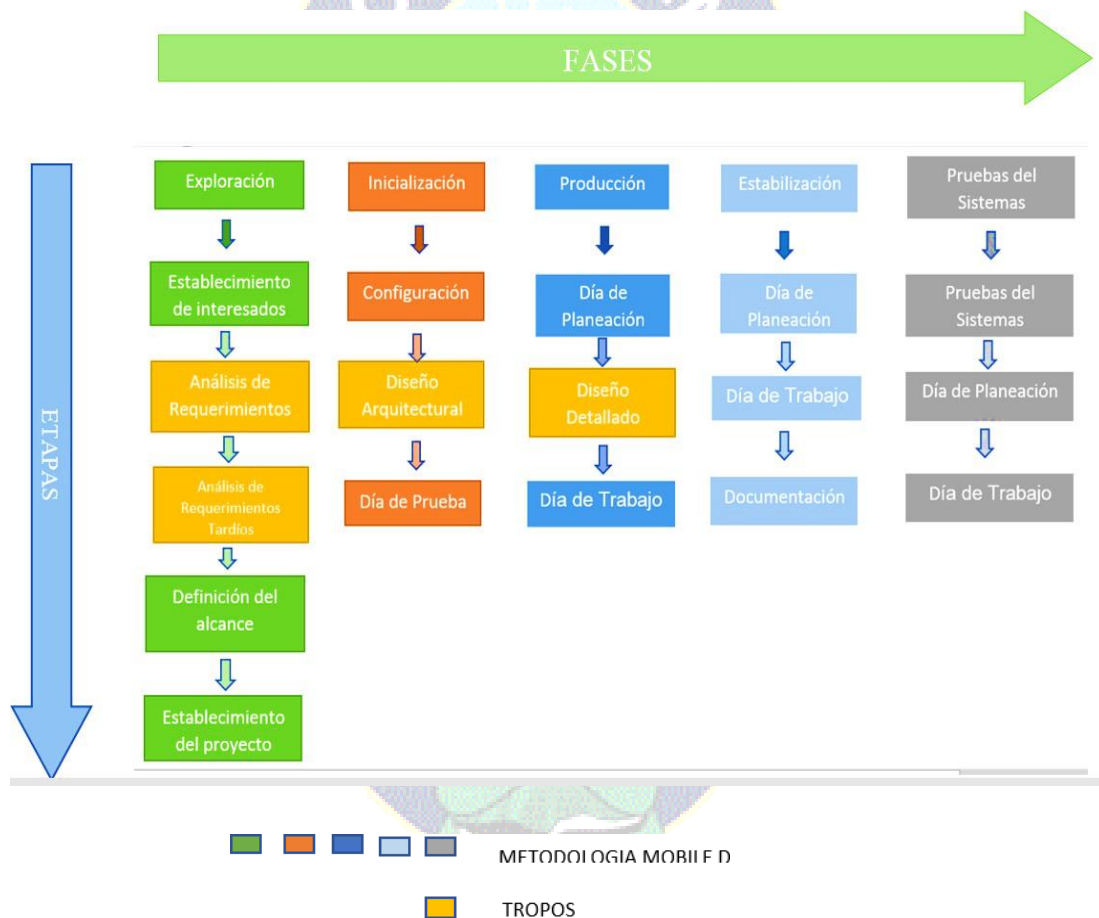 FASES
ETAPAS
Exploración
Establecimiento
de interesados
Análisis de
Requerimientos
Análisis de
Requerimientos
Tardíos
Definición del
alcance
Establecimiento
del proyecto
Inicialización
Configuración
Diseño
Arquitectural
Día de Prueba
Producción
Día de
Planeación
Diseño
Detallado
Día de Trabajo
Estabilización
Día de
Planeación
Día de Trabajo
Documentación
Pruebas del
Sistemas
Pruebas del
Sistemas
Día de Planeación
Día de Trabajo
METODOLOGIA MOBILE D
TROPOS